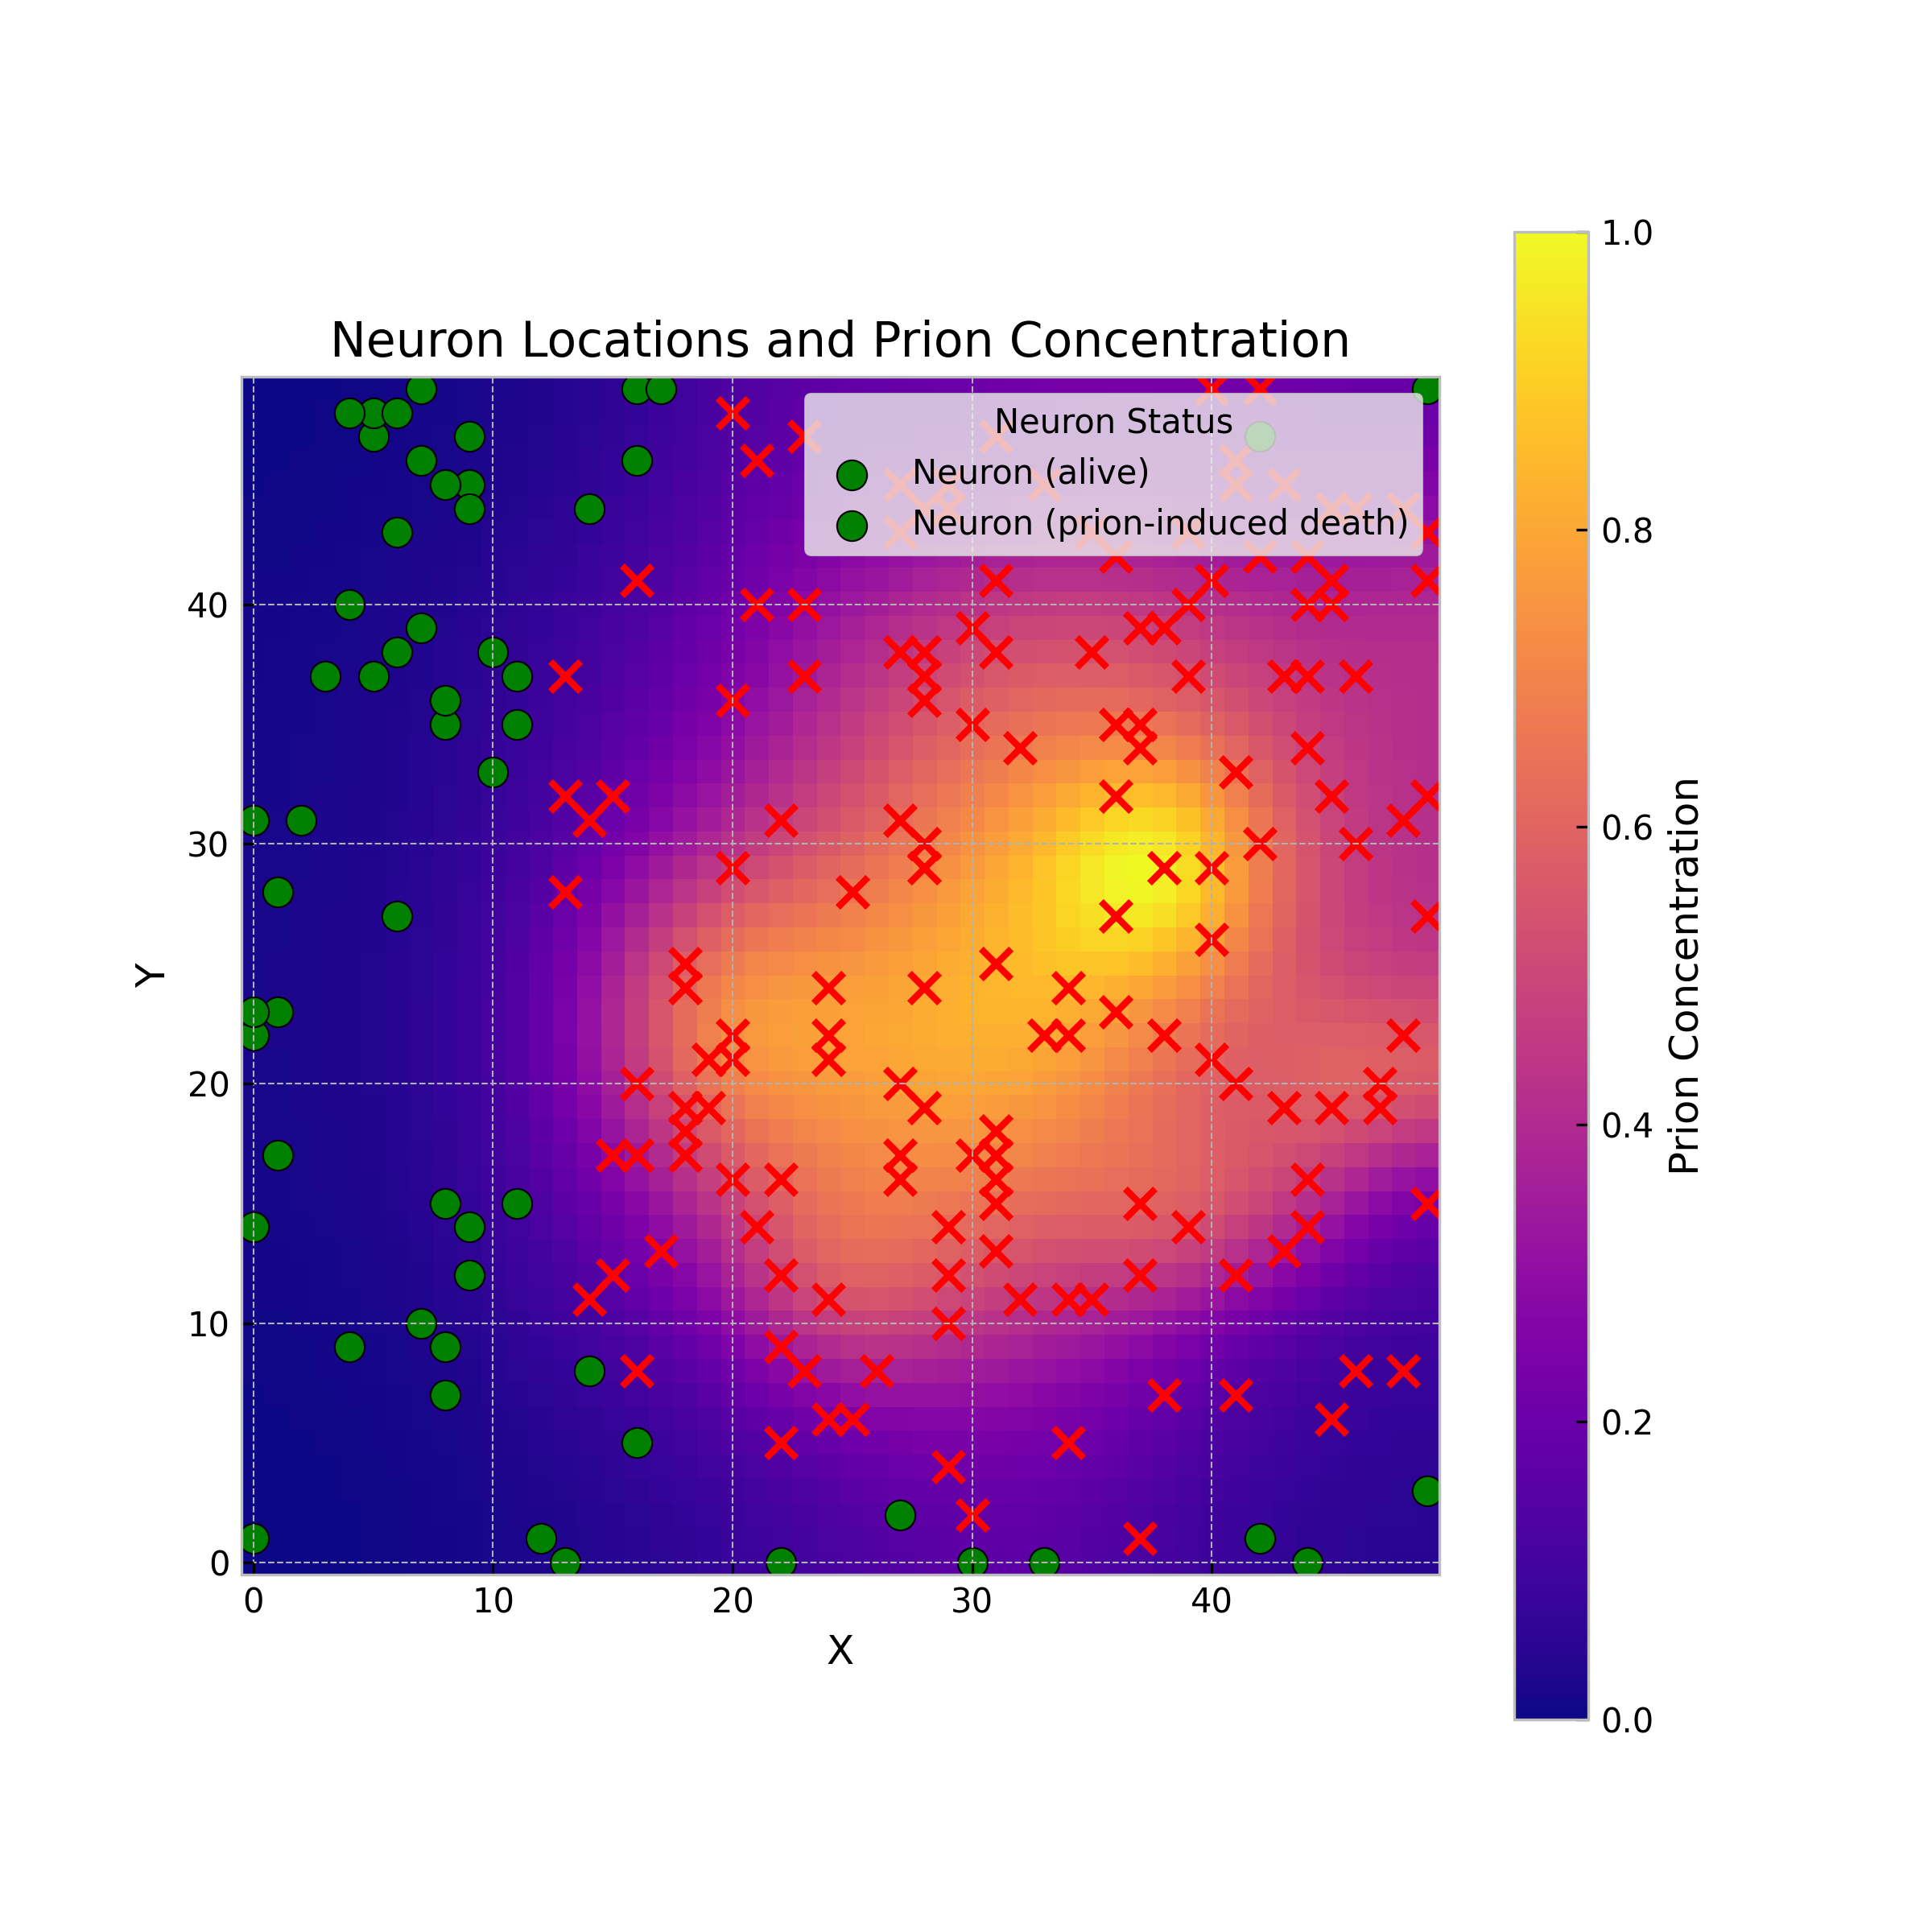 Neuron Locations and Prion Concentration
Neuron Status
Neuron (alive)
Neuron (prion-induced death)
Y
40
30
20
10
0
0 10 20 30 40
X
1.0
0.8
0.6
0.4
0.2
0.0
Prion Concentration